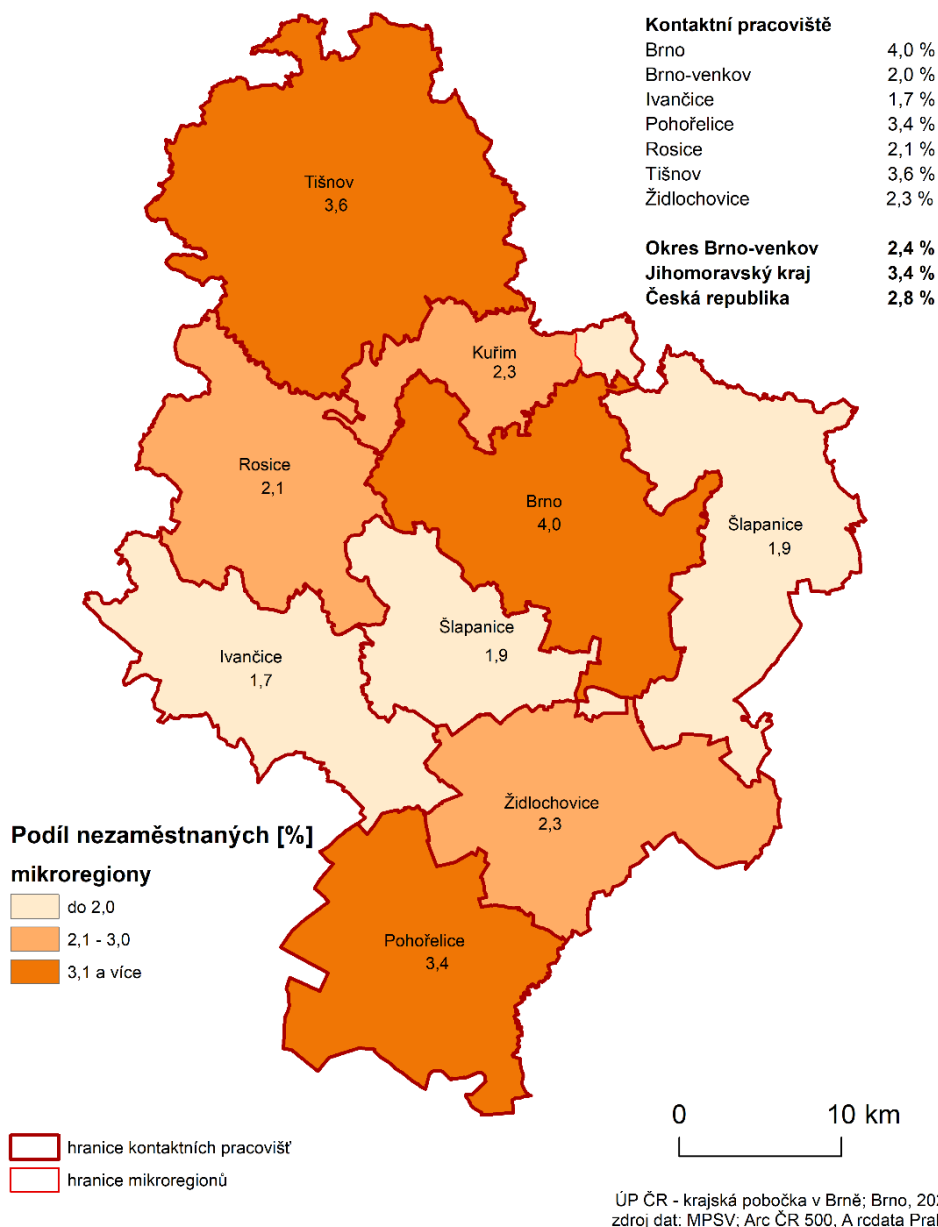 Kontaktní pracoviště
Brno 4,0 %
Brno-venkov 2,0 %
Ivančice 1,7 %
Pohořelice 3,4 %
Rosice 2,1 %
Tišnov 3,6 %
Židlochovice 2,3 %
Okres Brno-venkov 2,4 %
Jihomoravský kraj 3,4 %
Česká republika 2,8 %
Tišnov
3,6
Kuřim
2,3
Rosice
2,1
Brno
4,0
Šlapanice
1,9
Šlapanice
1,9
Ivančice
1,7
Židlochovice
2,3
Pohořelice
3,4
Podíl nezaměstnaných [%]
mikroregiony
do 2,0
2,1 - 3,0
3,1 a více
hranice kontaktních pracovišť
hranice mikroregionů
0 10 km
ÚP ČR - krajská pobočka v Brně; Brno,
zdroj dat: MPSV; Arc ČR 500, A rcdata